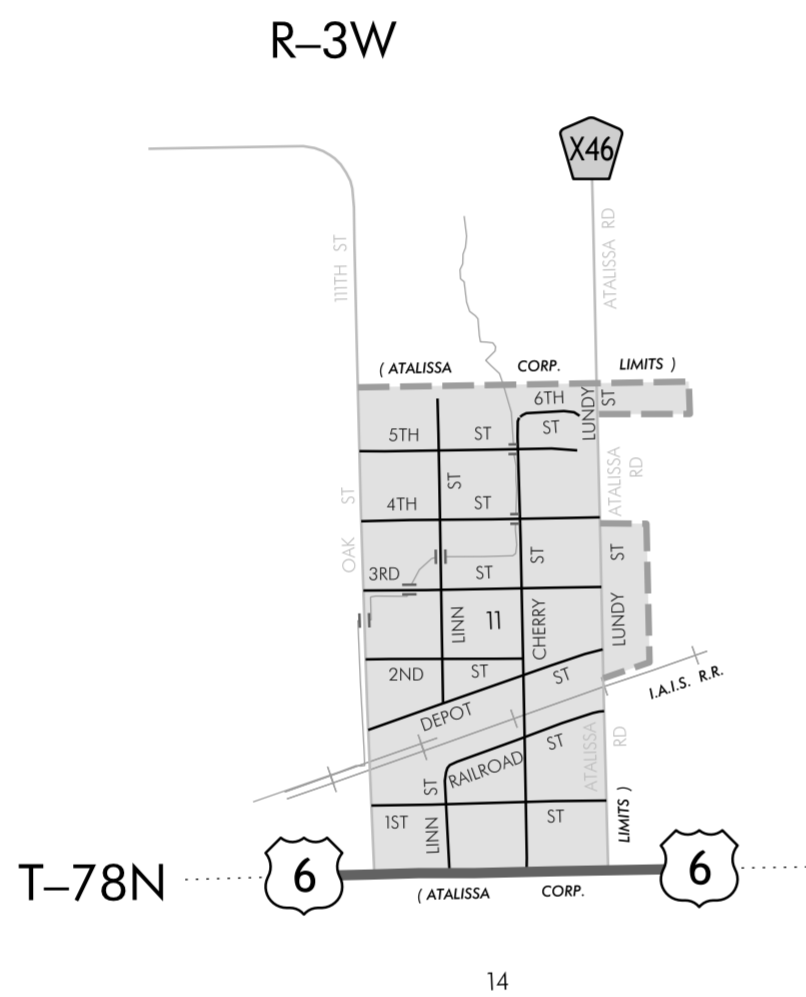 R–3W
X46
111TH ST
ATALISSA RD
( ATALISSA CORP. LIMITS )
6TH ST
LUNDY ST
5TH ST
ST
ATALISSA RD
4TH ST
OAK ST
3RD ST
CHERRY ST
LUNDY ST
LINN
11
2ND ST
DEPOT ST
I.A.I.S. R.R.
RAILROAD ST
ATALISSA RD
1ST ST
LINN ST
LIMITS )
T–78N
6
6
( ATALISSA CORP.
14